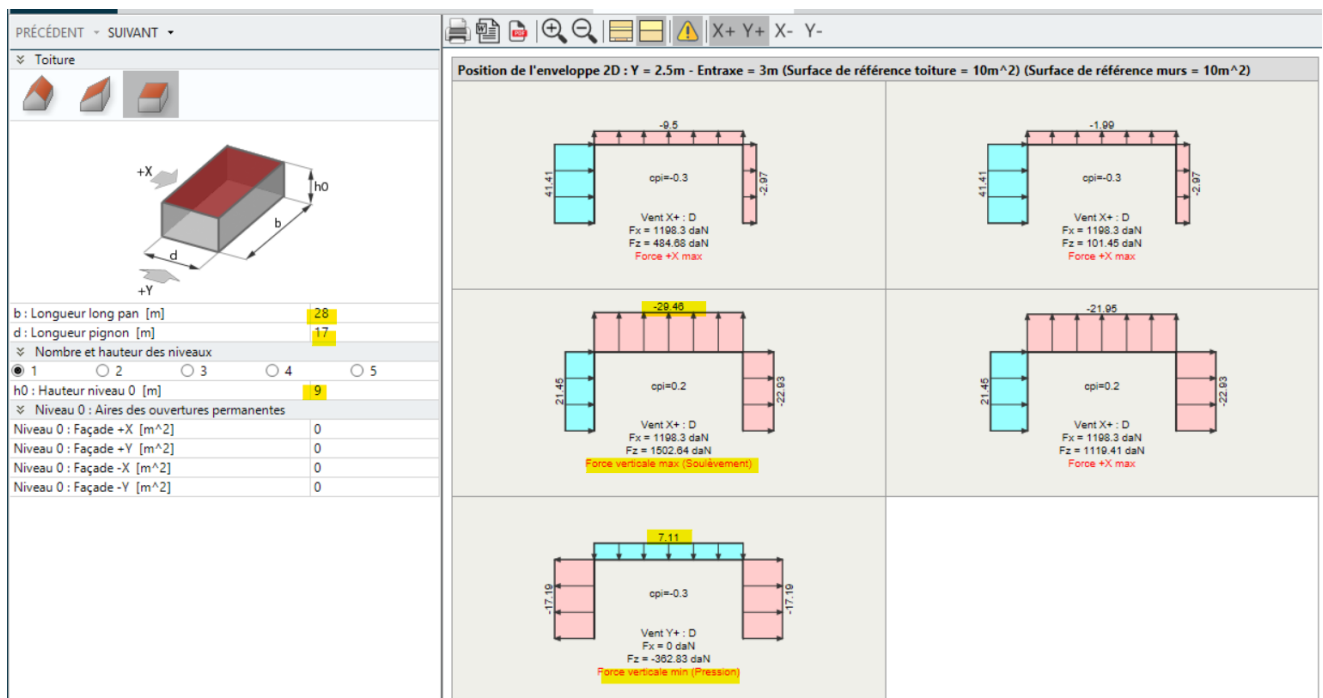 PRÉCÉDENT SUIVANT
X+ Y+ X- Y-
Toiture
+X
h0
b
d
+Y
b : Longueur long pan [m] 28
d : Longueur pignon [m] 17
Nombre et hauteur des niveaux
1 2 3 4 5
h0 : Hauteur niveau 0 [m] 9
Niveau 0 : Aires des ouvertures permanentes
Niveau 0 : Façade +X [m^2] 0
Niveau 0 : Façade +Y [m^2] 0
Niveau 0 : Façade -X [m^2] 0
Niveau 0 : Façade -Y [m^2] 0
Position de l'enveloppe 2D : Y = 2.5m - Entraxe = 3m (Surface de référence toiture = 10m^2) (Surface de référence murs = 10m^2)
-9.5
41.41
cpi=-0.3
-2.97
Vent X+ : D
Fx = 1198.3 daN
Fz = 484.68 daN
Force +X max
-1.99
41.41
cpi=-0.3
-2.97
Vent X+ : D
Fx = 1198.3 daN
Fz = 101.45 daN
Force +X max
-29.46
21.45
cpi=0.2
-22.93
Vent X+ : D
Fx = 1198.3 daN
Fz = 1502.64 daN
Force verticale max (Soulèvement)
-21.95
21.45
cpi=0.2
-22.93
Vent X+ : D
Fx = 1198.3 daN
Fz = 1119.41 daN
Force +X max
7.11
-17.19
cpi=-0.3
-17.19
Vent Y+ : D
Fx = 0 daN
Fz = -362.83 daN
Force verticale min (Pression)